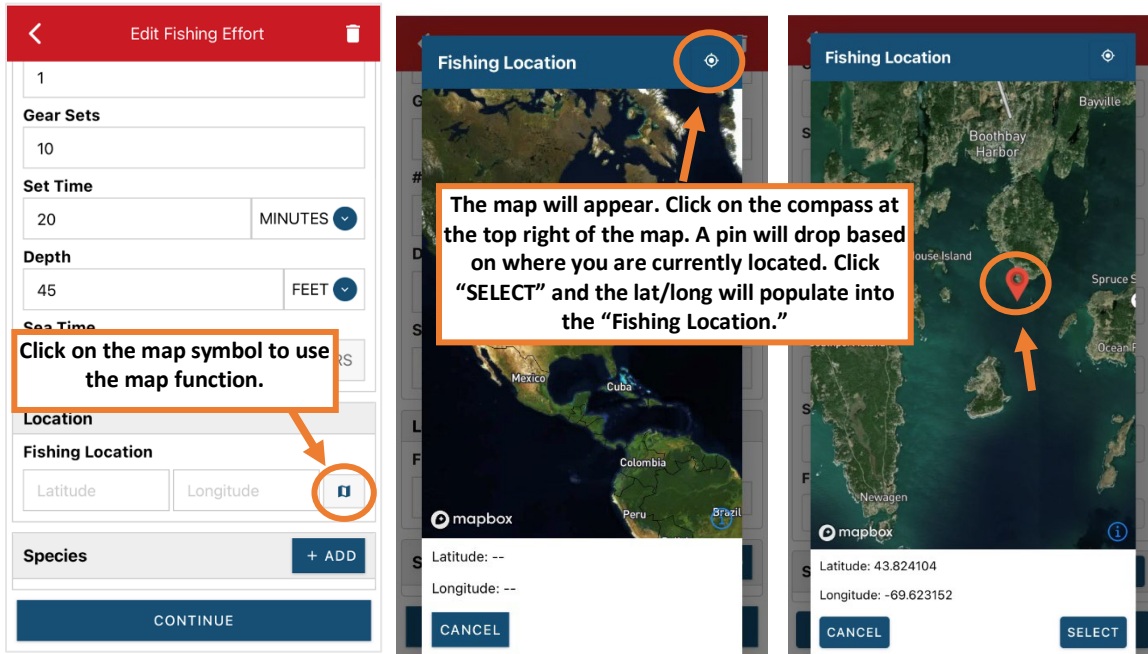 Edit Fishing Effort
1
Gear Sets
10
Set Time
20
MINUTES
Depth
45
FEET
Sea Time
RS
Click on the map symbol to use
the map function.
Location
Fishing Location
Latitude
Longitude
Species
+ ADD
CONTINUE
Fishing Location
G
#
D
S
L
F
S
The map will appear. Click on the compass at
the top right of the map. A pin will drop based
on where you are currently located. Click
“SELECT” and the lat/long will populate into
the “Fishing Location.”
Mexico
Cuba
Colombia
Peru
Brazil
mapbox
Latitude: --
Longitude: --
CANCEL
Fishing Location
S
S
F
S
Bayville
Boothbay
Harbor
ouse Island
Spruce S
Ocean P
Newagen
mapbox
Latitude: 43.824104
Longitude: -69.623152
CANCEL
SELECT